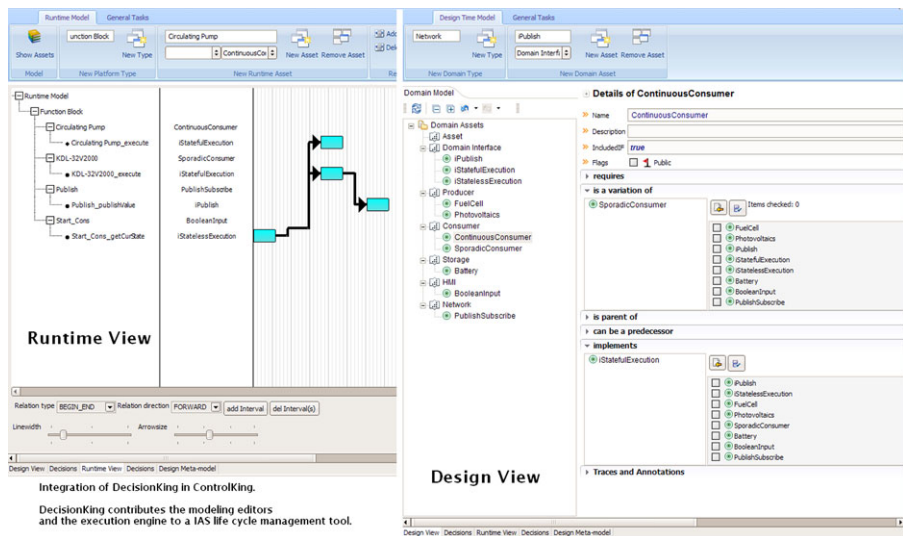 Runtime Model General Tasks
Function Block
Circulating Pump
ContinuousCon
Show Assets
New Type
New Asset Remove Asset
Model New Platform Type New Runtime Asset
Runtime Model
Function Block
Circulating Pump ContinuousConsumer
Circulating Pump_execute iStatefulExecution
KDL-32V2000 SporadicConsumer
KDL-32V2000_execute iStatefulExecution
Publish PublishSubscribe
Publish_publishValue iPublish
Start_Cons BooleanInput
Start_Cons_getCurState iStatelessExecution
Runtime View
Relation type BEGIN_END Relation direction FORWARD add Interval del Interval(s)
Linewidth Arrowsize
Design View Decisions Runtime View Decisions Design Meta-model
Integration of DecisionKing in ControlKing.
DecisionKing contributes the modeling editors
and the execution engine to a IAS life cycle management tool.
Design Time Model General Tasks
Network
iPublish
Domain Interfa
New Type
New Asset Remove Asset
New Domain Type New Domain Asset
Domain Model
Domain Assets
Asset
Domain Interface
iPublish
iStatefulExecution
iStatelessExecution
Producer
FuelCell
Photovoltaics
Consumer
ContinuousConsumer
SporadicConsumer
Storage
Battery
HMI
BooleanInput
Network
PublishSubscribe
Design View
Details of ContinuousConsumer
Name ContinuousConsumer
Description
IncludedIF true
Flags Public
requires
is a variation of
SporadicConsumer
Items checked: 0
FuelCell
Photovoltaics
iPublish
iStatefulExecution
iStatelessExecution
Battery
BooleanInput
PublishSubscribe
is parent of
can be a predecessor
implements
iStatefulExecution
iPublish
iStatelessExecution
FuelCell
Photovoltaics
SporadicConsumer
Battery
BooleanInput
PublishSubscribe
Traces and Annotations
Design View Decisions Runtime View Decisions Design Meta-model